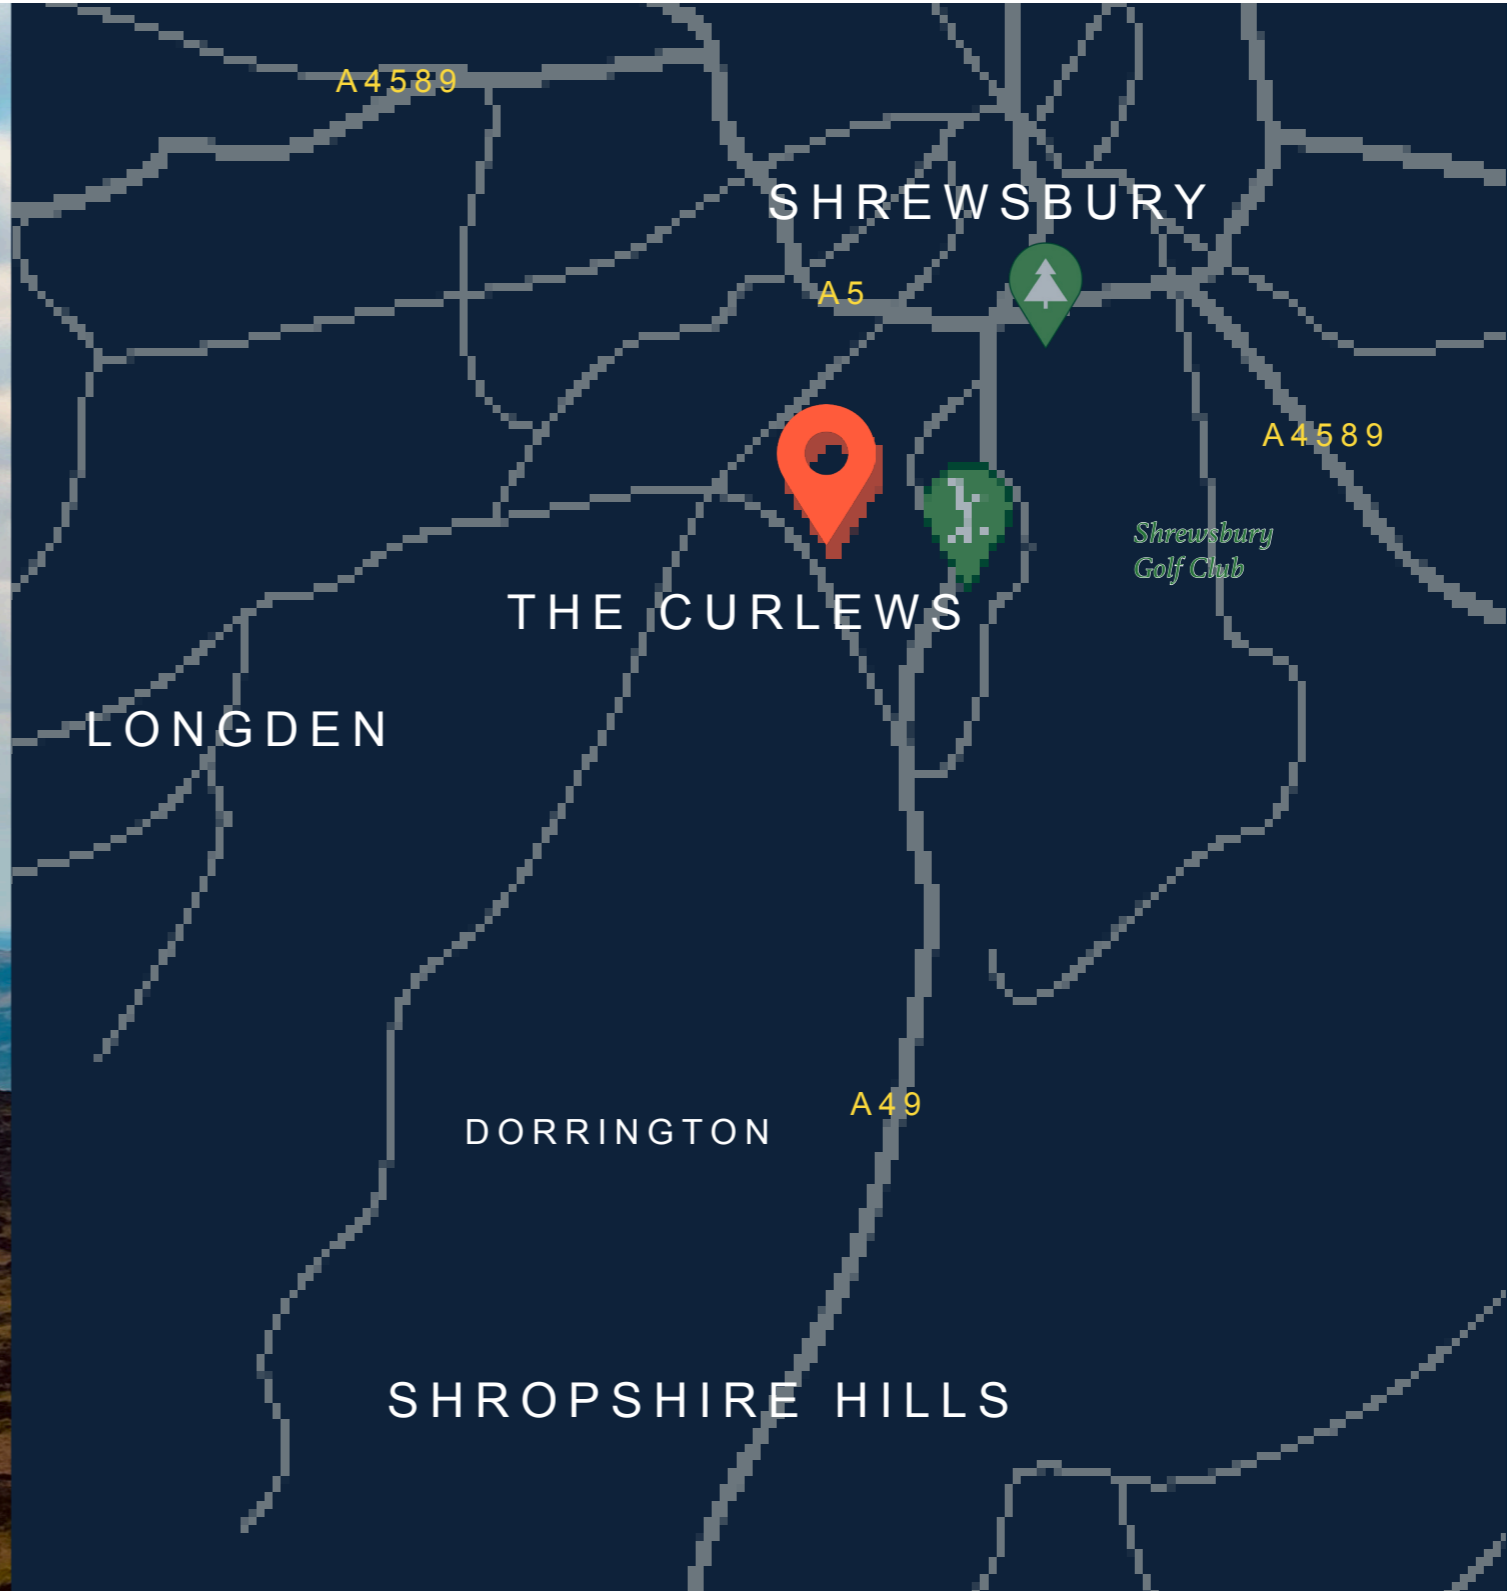 A4589
SHREWSBURY
A5
A4589
Shrewsbury
Golf Club
THE CURLEWS
LONGDEN
A49
DORRINGTON
SHROPSHIRE HILLS